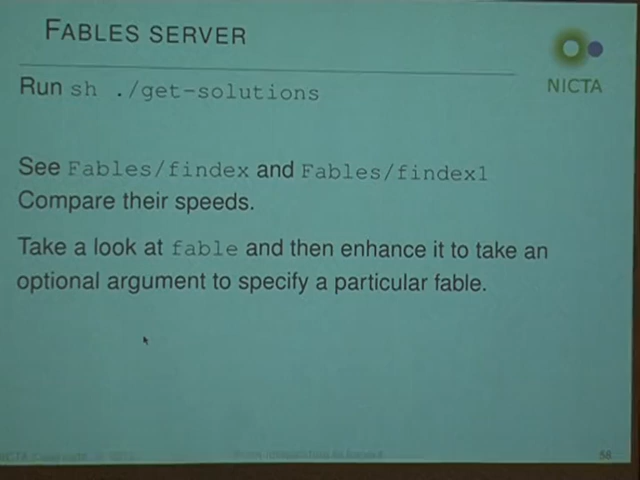 FABLES SERVER
NICTA
Run sh ./get-solutions
See Fables/findex and Fables/findex1
Compare their speeds.
Take a look at fable and then enhance it to take an
optional argument to specify a particular fable.
58